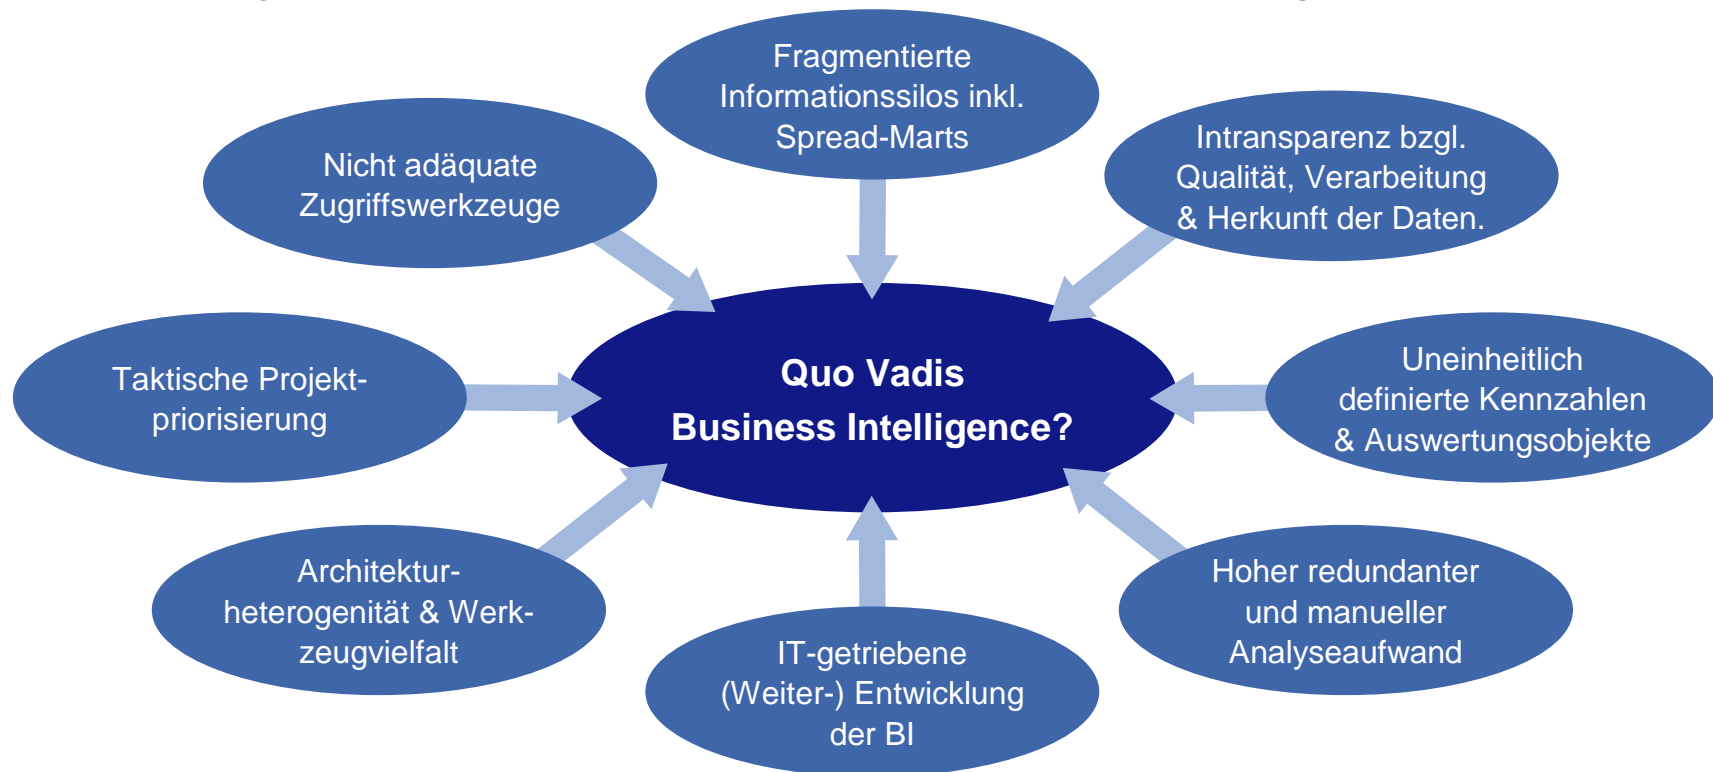 Fragmentierte
Informationssilos inkl.
Spread-Marts
Nicht adäquate
Zugriffswerkzeuge
Intransparenz bzgl.
Qualität, Verarbeitung
& Herkunft der Daten.
Quo Vadis
Business Intelligence?
Taktische Projekt-
priorisierung
Uneinheitlich
definierte Kennzahlen
& Auswertungsobjekte
Architektur-
heterogenität & Werk-
zeugvielfalt
Hoher redundanter
und manueller
Analyseaufwand
IT-getriebene
(Weiter-) Entwicklung
der BI